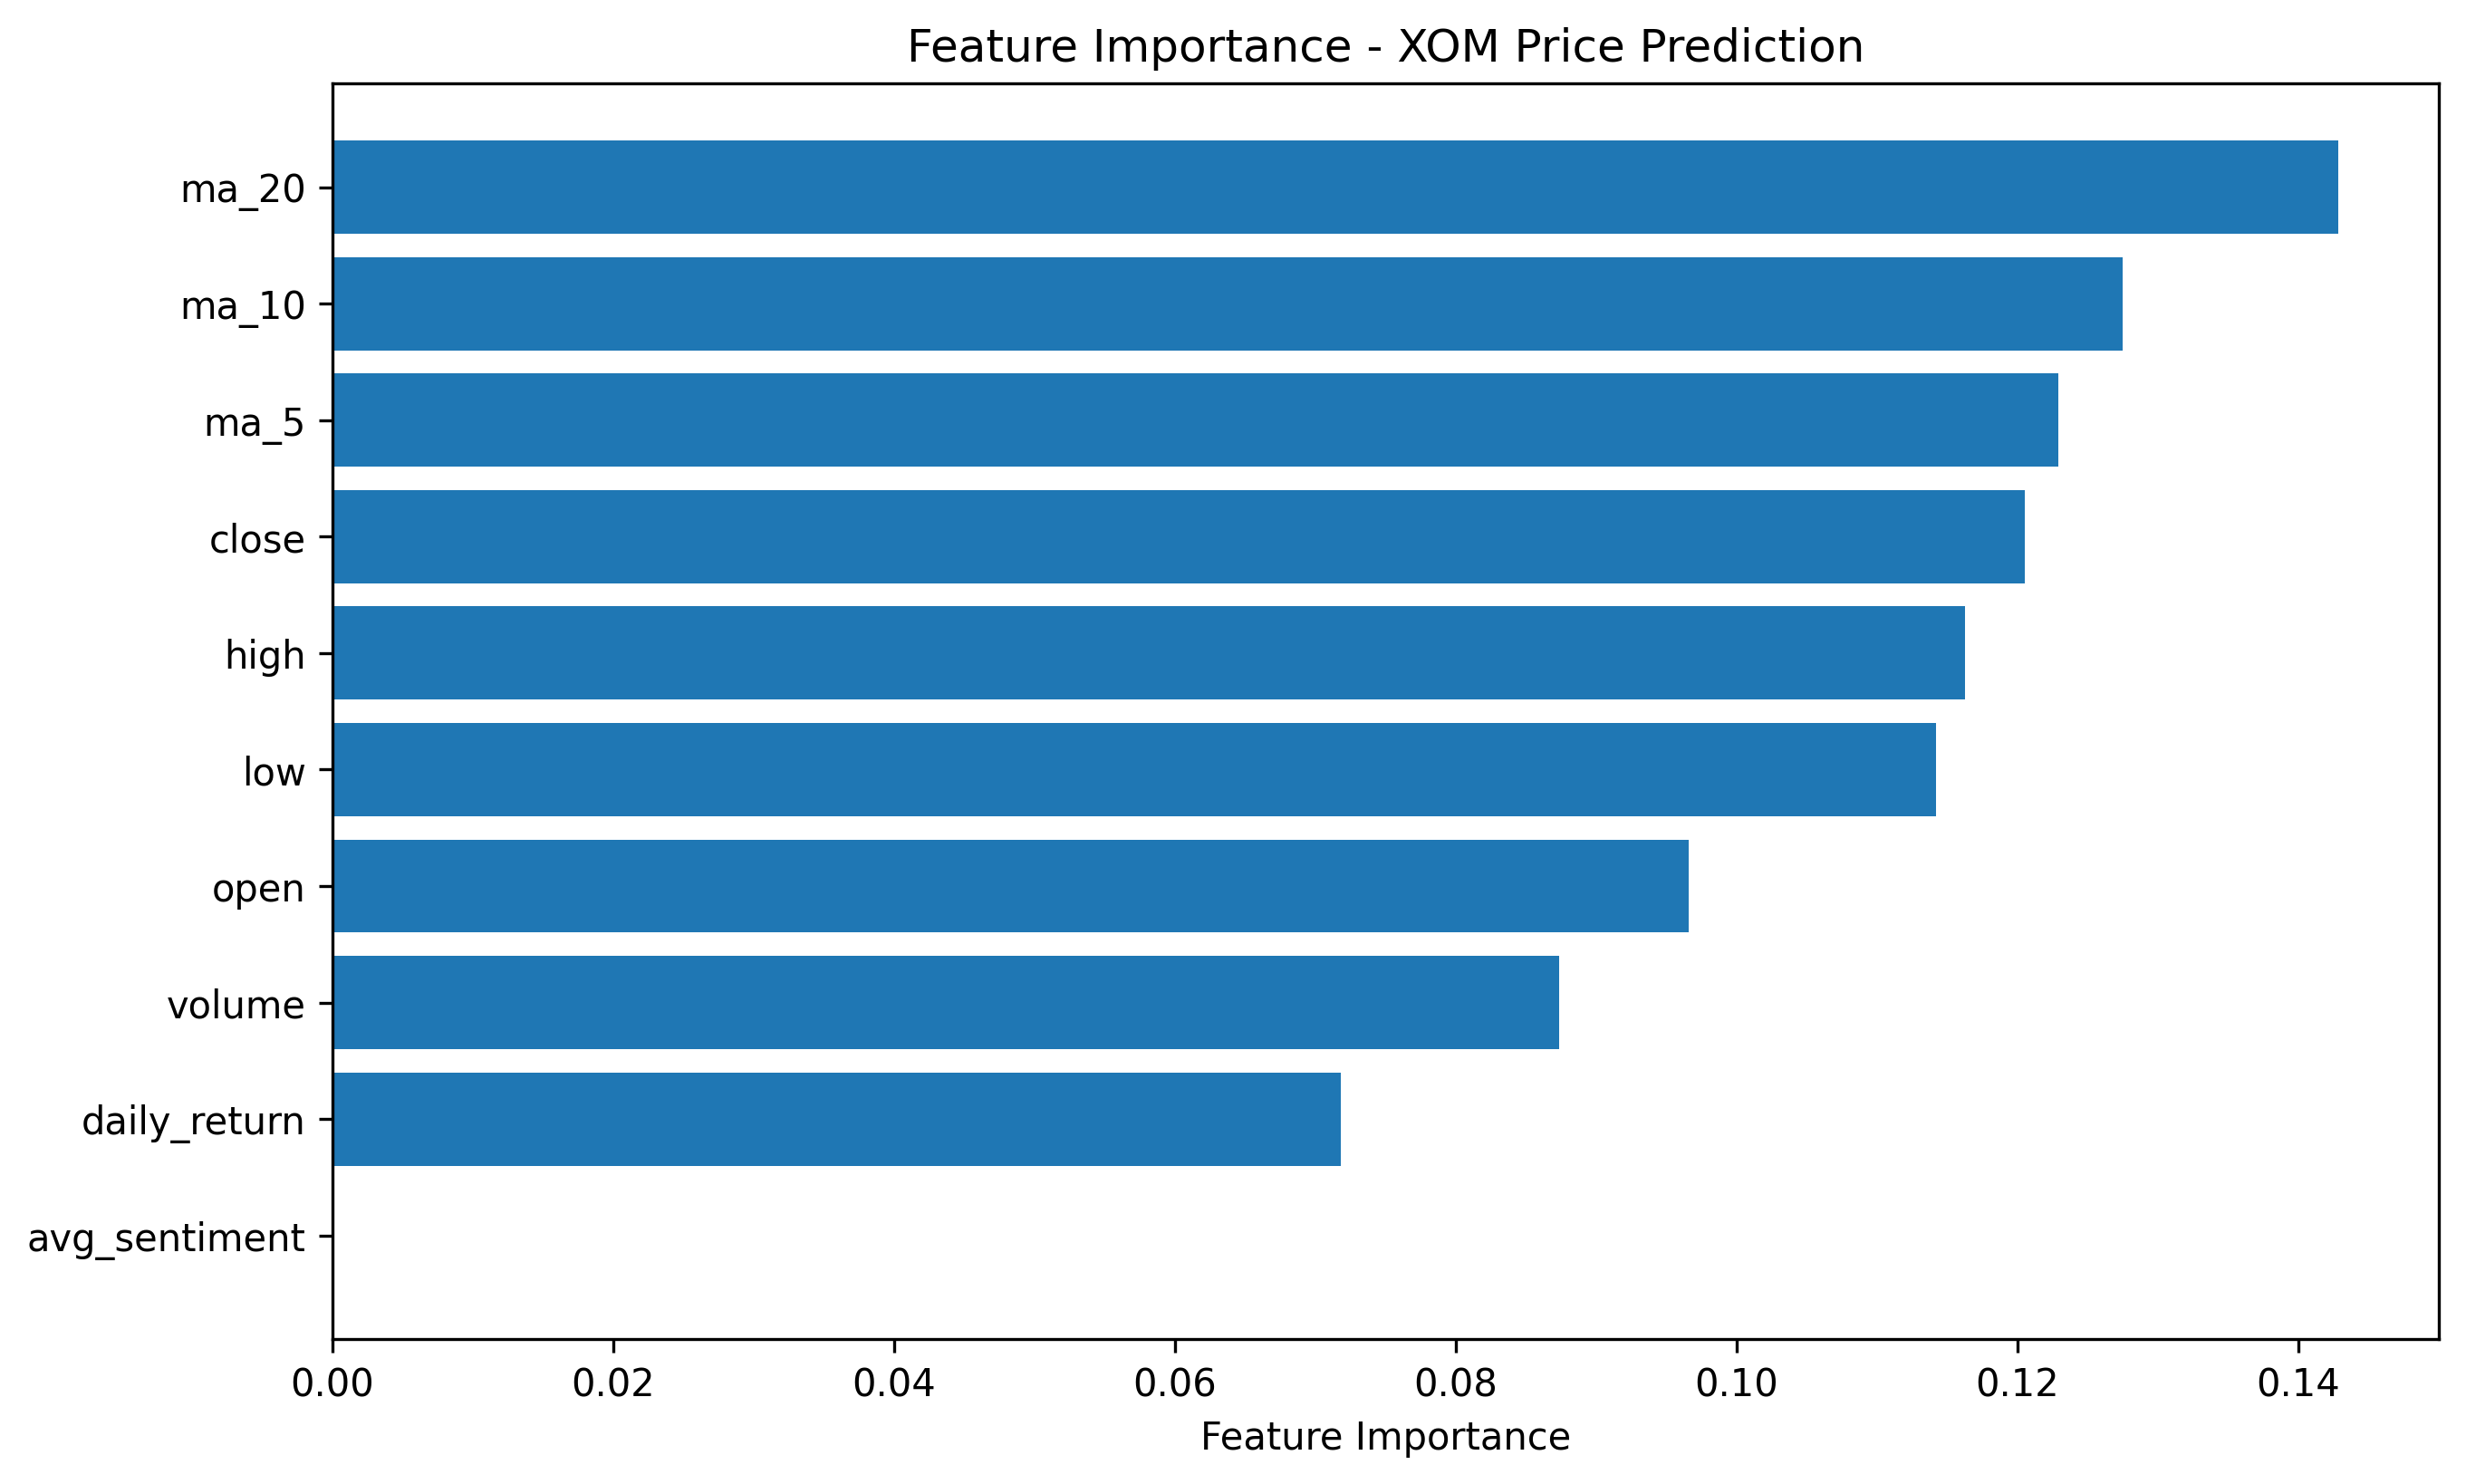 Feature Importance - XOM Price Prediction
ma_20
ma_10
ma_5
close
high
low
open
volume
daily_return
avg_sentiment
0.00 0.02 0.04 0.06 0.08 0.10 0.12 0.14
Feature Importance